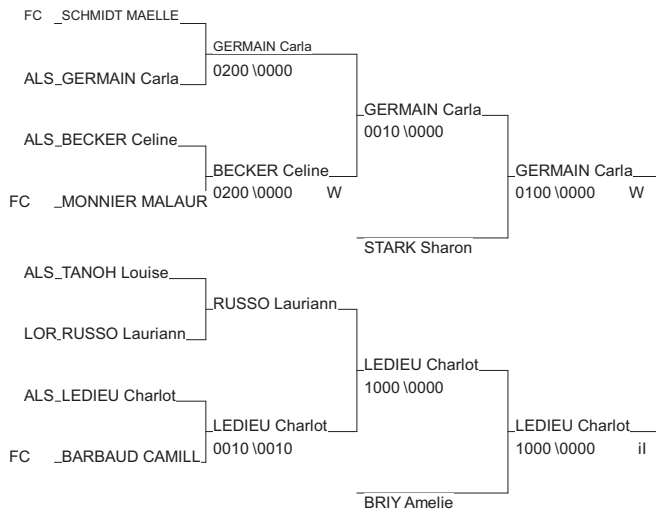 FC _SCHMIDT MAELLE
GERMAIN Carla
0200 \0000
ALS_GERMAIN Carla
GERMAIN Carla
0010 \0000
ALS_BECKER Celine
BECKER Celine
0200 \0000 W
GERMAIN Carla
0100 \0000 W
FC _MONNIER MALAUR
STARK Sharon
ALS_TANOH Louise
RUSSO Lauriann
LOR_RUSSO Lauriann
LEDIEU Charlot
1000 \0000
ALS_LEDIEU Charlot
LEDIEU Charlot
0010 \0010
LEDIEU Charlot
1000 \0000 iI
FC _BARBAUD CAMILL
BRIY Amelie